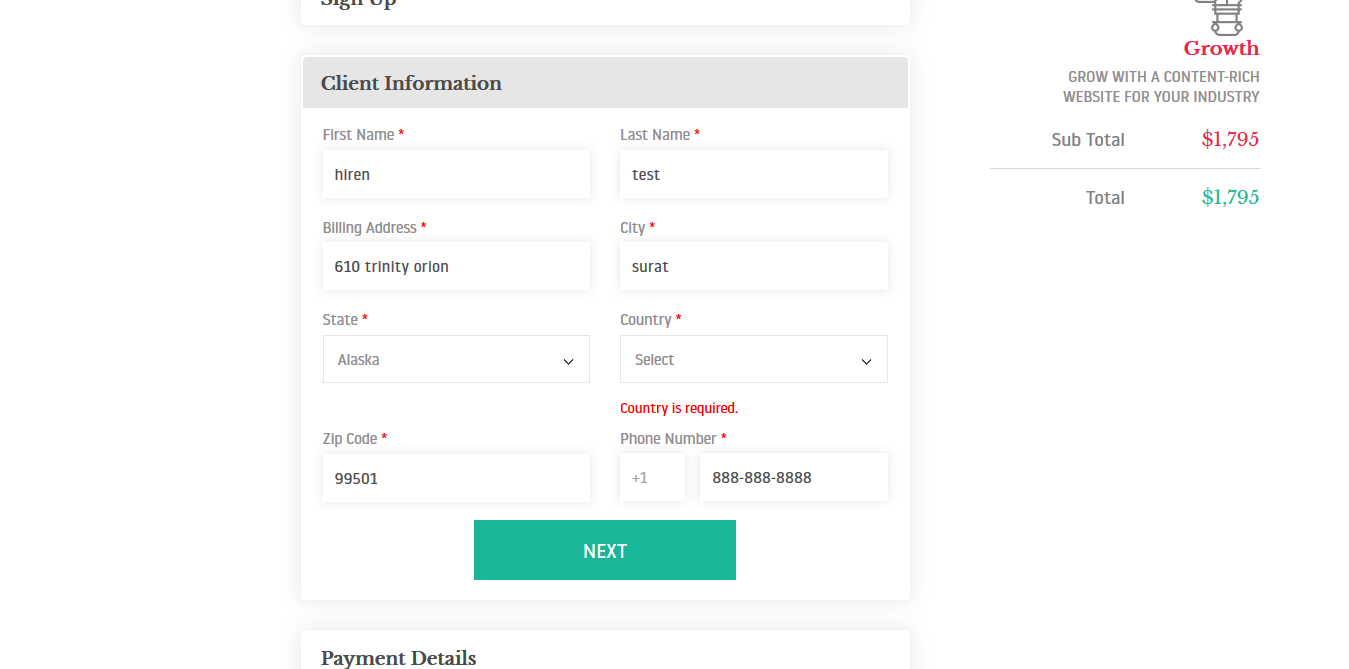 Sign Up
Client Information
First Name *
Last Name *
hiren
test
Billing Address *
City *
610 trinity orion
surat
State *
Country *
Alaska
Select
Country is required.
Zip Code *
Phone Number *
99501
+1
888-888-8888
NEXT
Payment Details
Growth
GROW WITH A CONTENT-RICH
WEBSITE FOR YOUR INDUSTRY
Sub Total
$1,795
Total
$1,795